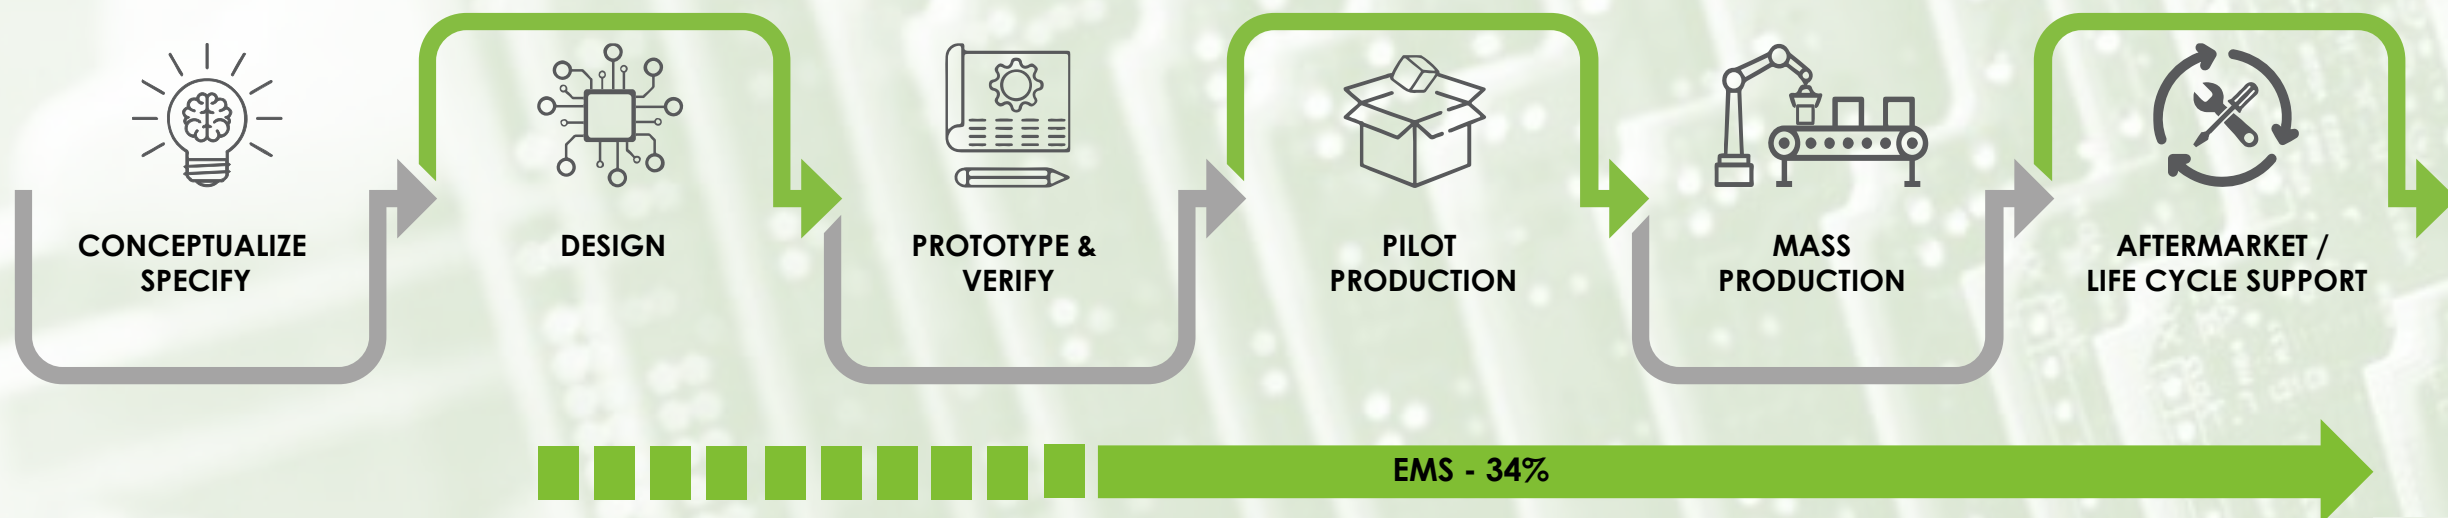 CONCEPTUALIZE
SPECIFY
DESIGN
PROTOTYPE &
VERIFY
PILOT
PRODUCTION
MASS
PRODUCTION
AFTERMARKET /
LIFE CYCLE SUPPORT
EMS - 34%